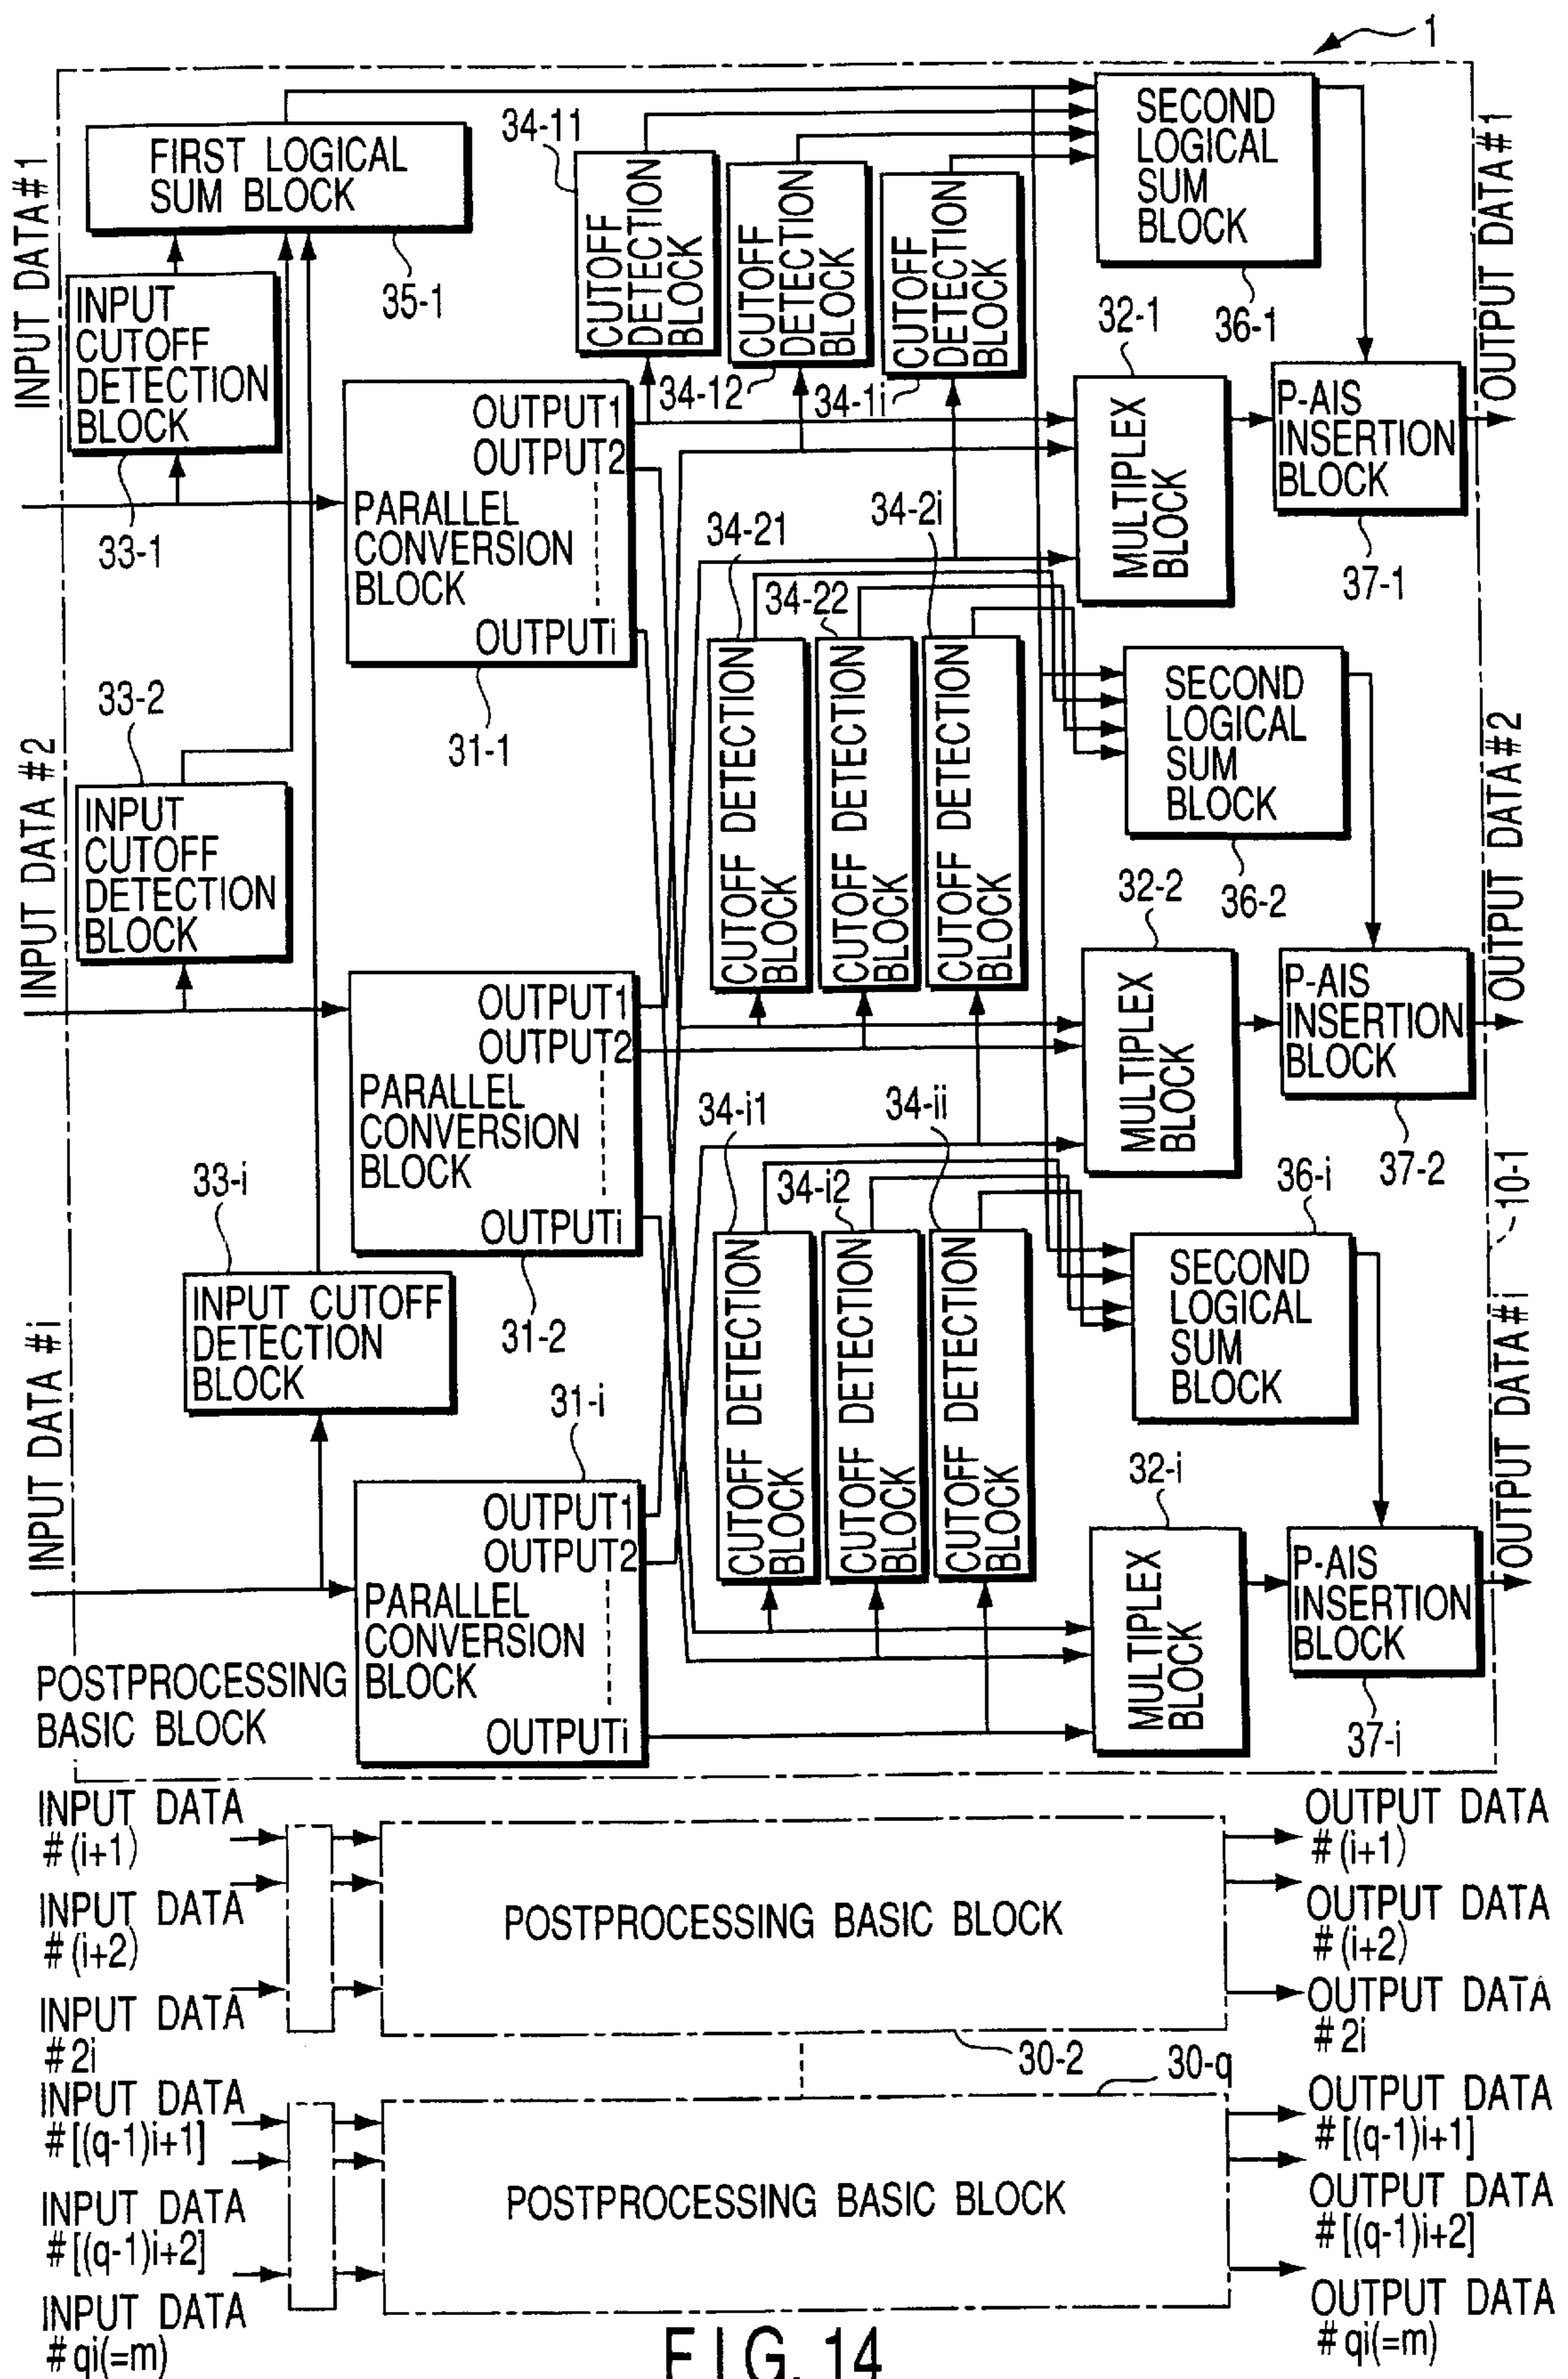 1
INPUT DATA#1
FIRST LOGICAL
SUM BLOCK
35-1
INPUT
CUTOFF
DETECTION
BLOCK
33-1
34-11
CUTOFF
DETECTION
BLOCK
34-12
CUTOFF
DETECTION
BLOCK
34-1i
CUTOFF
DETECTION
BLOCK
SECOND
LOGICAL
SUM
BLOCK
36-1
OUTPUT DATA#1
OUTPUT1
OUTPUT2
PARALLEL
CONVERSION
BLOCK
OUTPUTi
31-1
32-1
MULTIPLEX
BLOCK
P-AIS
INSERTION
BLOCK
37-1
INPUT DATA #2
33-2
INPUT
CUTOFF
DETECTION
BLOCK
34-21
CUTOFF DETECTION
BLOCK
34-22
CUTOFF DETECTION
BLOCK
34-2i
CUTOFF DETECTION
BLOCK
SECOND
LOGICAL
SUM
BLOCK
36-2
OUTPUT DATA#2
OUTPUT1
OUTPUT2
PARALLEL
CONVERSION
BLOCK
OUTPUTi
31-2
32-2
MULTIPLEX
BLOCK
P-AIS
INSERTION
BLOCK
37-2
10-1
INPUT DATA #i
33-i
INPUT CUTOFF
DETECTION
BLOCK
34-i1
CUTOFF DETECTION
BLOCK
34-i2
CUTOFF DETECTION
BLOCK
34-ii
CUTOFF DETECTION
BLOCK
36-i
SECOND
LOGICAL
SUM
BLOCK
OUTPUT DATA#i
31-i
OUTPUT1
OUTPUT2
PARALLEL
CONVERSION
BLOCK
OUTPUTi
32-i
MULTIPLEX
BLOCK
P-AIS
INSERTION
BLOCK
37-i
POSTPROCESSING
BASIC BLOCK
INPUT DATA
#(i+1)
INPUT DATA
#(i+2)
INPUT DATA
#2i
POSTPROCESSING BASIC BLOCK
30-2
OUTPUT DATA
#(i+1)
OUTPUT DATA
#(i+2)
OUTPUT DATA
#2i
INPUT DATA
#[(q-1)i+1]
INPUT DATA
#[(q-1)i+2]
INPUT DATA
#qi(=m)
30-q
POSTPROCESSING BASIC BLOCK
OUTPUT DATA
#[(q-1)i+1]
OUTPUT DATA
#[(q-1)i+2]
OUTPUT DATA
#qi(=m)
FIG. 14